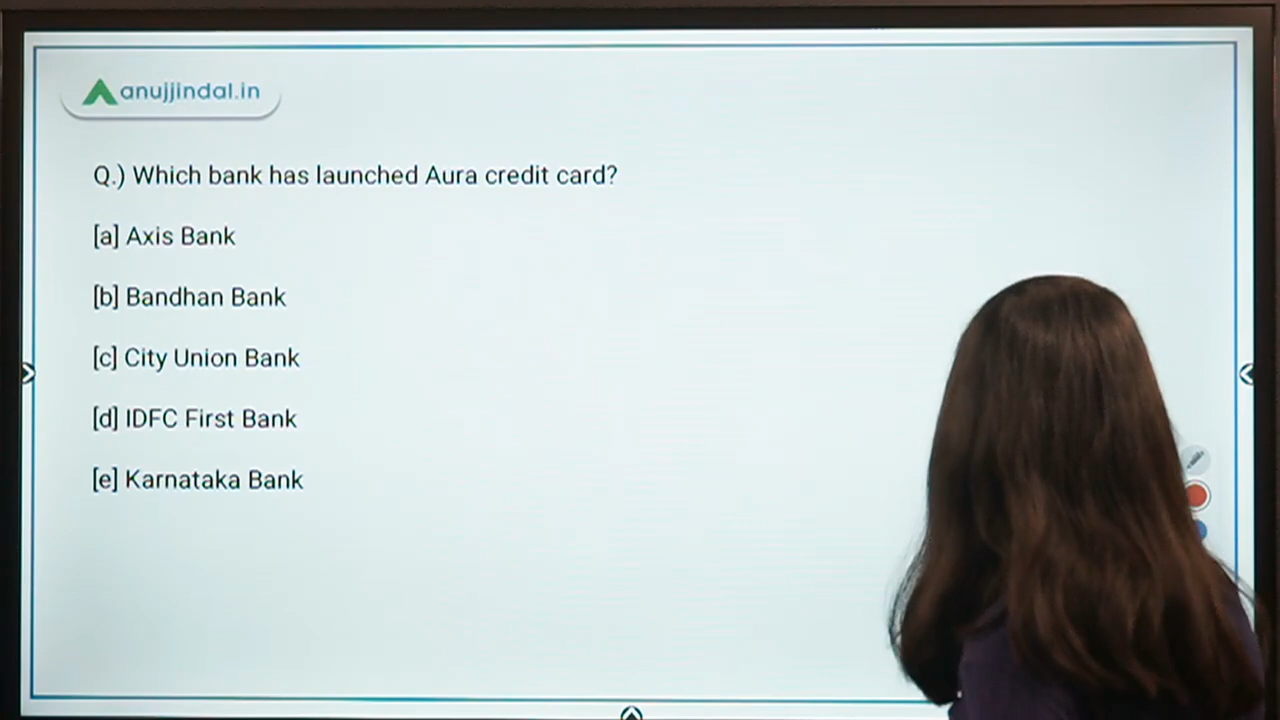 anujjindal.in
Q.) Which bank has launched Aura credit card?
[a] Axis Bank
[b] Bandhan Bank
[c] City Union Bank
[d] IDFC First Bank
[e] Karnataka Bank